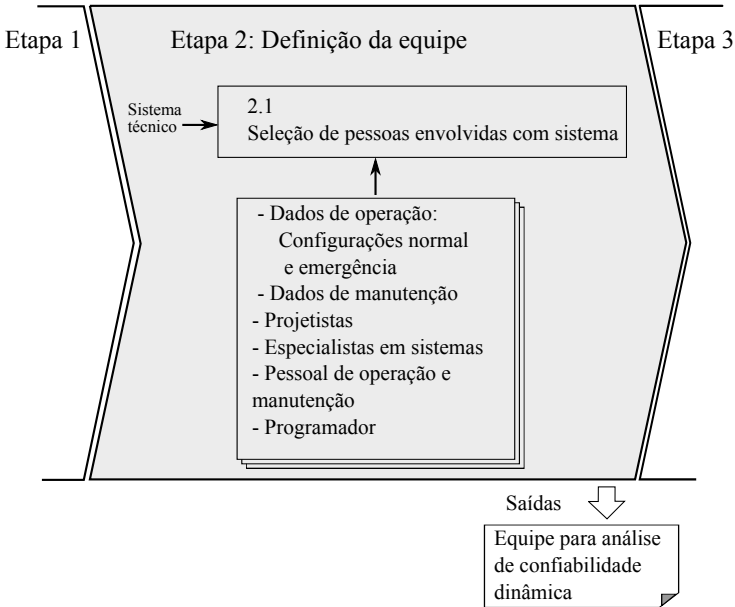 Etapa 1
Etapa 2: Definição da equipe
Etapa 3
Sistema
técnico
2.1
Seleção de pessoas envolvidas com sistema
- Dados de operação:
Configurações normal
e emergência
- Dados de manutenção
- Projetistas
- Especialistas em sistemas
- Pessoal de operação e
manutenção
- Programador
Saídas
Equipe para análise
de confiabilidade
dinâmica